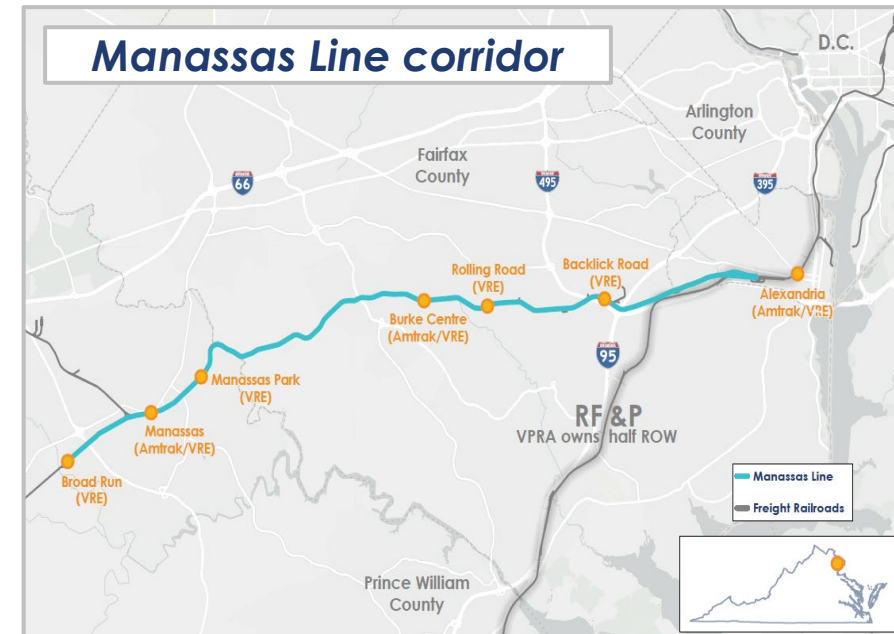 Manassas Line corridor
D.C.
Arlington
County
Fairfax
County
66
495
395
Rolling Road
(VRE)
Backlick Road
(VRE)
Alexandria
(Amtrak/VRE)
Burke Centre
(Amtrak/VRE)
95
Manassas Park
(VRE)
Manassas
(Amtrak/VRE)
RF &P
VPRA owns half ROW
Broad Run
(VRE)
Manassas Line
Freight Railroads
Prince William
County